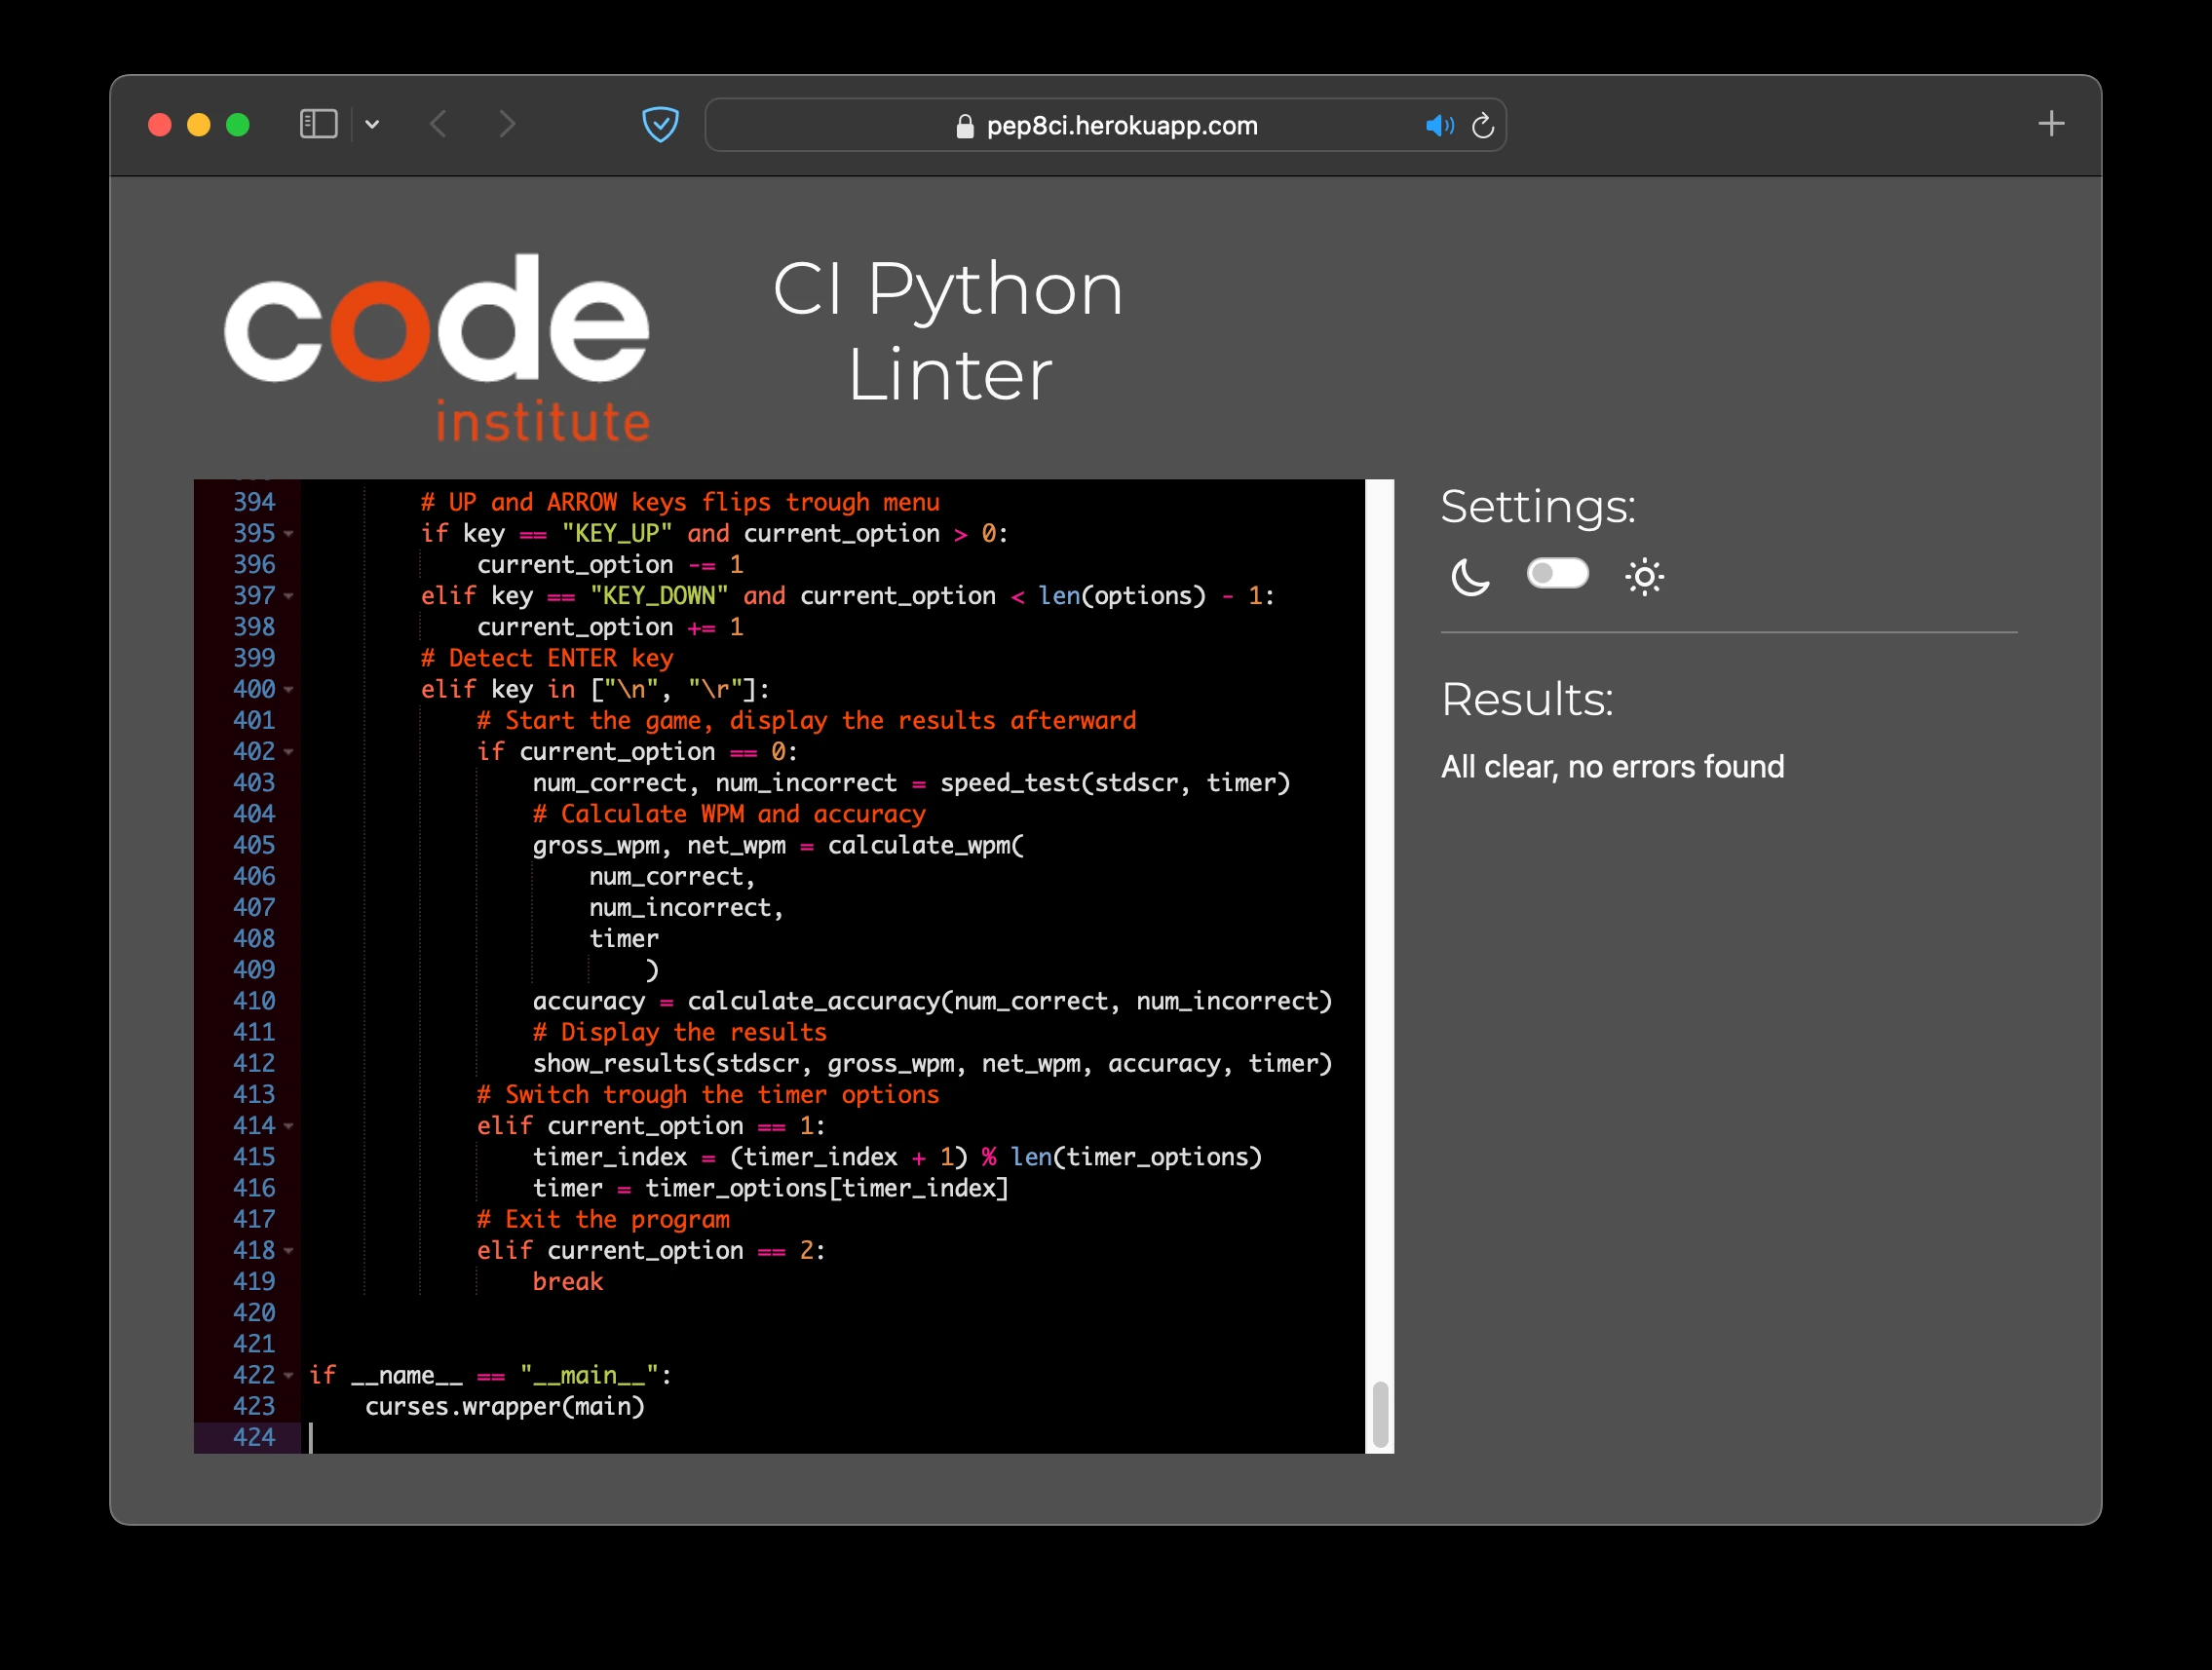 pep8ci.herokuapp.com
code
institute
CI Python
Linter
394 # UP and ARROW keys flips trough menu
395 if key == "KEY_UP" and current_option > 0:
396 current_option -= 1
397 elif key == "KEY_DOWN" and current_option < len(options) - 1:
398 current_option += 1
399 # Detect ENTER key
400 elif key in ["\n", "\r"]:
401 # Start the game, display the results afterward
402 if current_option == 0:
403 num_correct, num_incorrect = speed_test(stdscr, timer)
404 # Calculate WPM and accuracy
405 gross_wpm, net_wpm = calculate_wpm(
406 num_correct,
407 num_incorrect,
408 timer
409 )
410 accuracy = calculate_accuracy(num_correct, num_incorrect)
411 # Display the results
412 show_results(stdscr, gross_wpm, net_wpm, accuracy, timer)
413 # Switch trough the timer options
414 elif current_option == 1:
415 timer_index = (timer_index + 1) % len(timer_options)
416 timer = timer_options[timer_index]
417 # Exit the program
418 elif current_option == 2:
419 break
420
421
422 if __name__ == "__main__":
423 curses.wrapper(main)
424
Settings:
Results:
All clear, no errors found